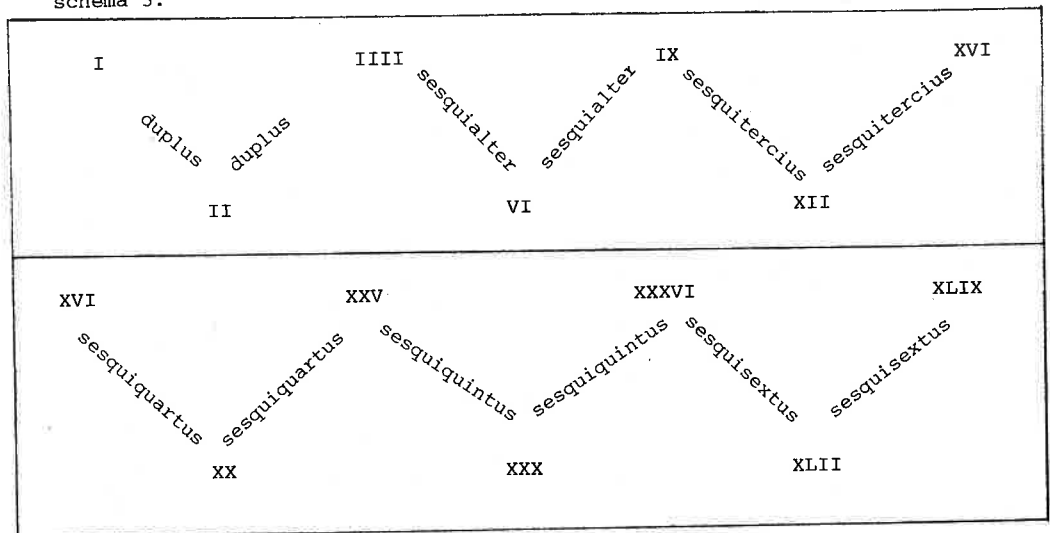 schema 5.
I IIII IX XVI
duplus duplus sesquialter sesquialter sesquitercius sesquitercius
II VI XII
XVI XXV XXXVI XLIX
sesquiquartus sesquiquartus sesquiquintus sesquiquintus sesquisextus sesquisextus
XX XXX XLII